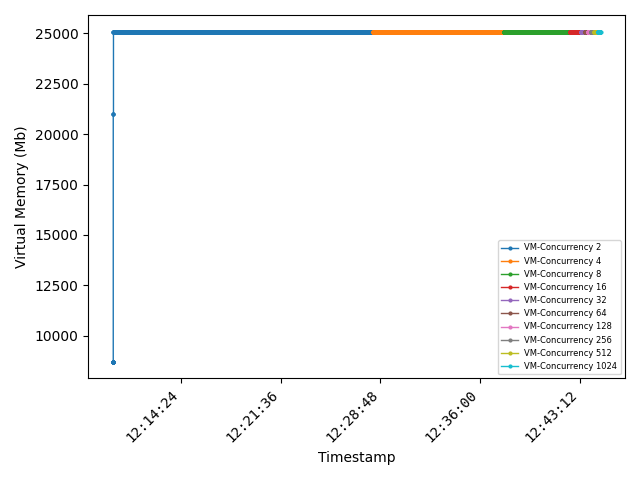 Virtual Memory (Mb)
25000
22500
20000
17500
15000
12500
10000
VM-Concurrency 2
VM-Concurrency 4
VM-Concurrency 8
VM-Concurrency 16
VM-Concurrency 32
VM-Concurrency 64
VM-Concurrency 128
VM-Concurrency 256
VM-Concurrency 512
VM-Concurrency 1024
12:14:24
12:21:36
12:28:48
12:36:00
12:43:12
Timestamp